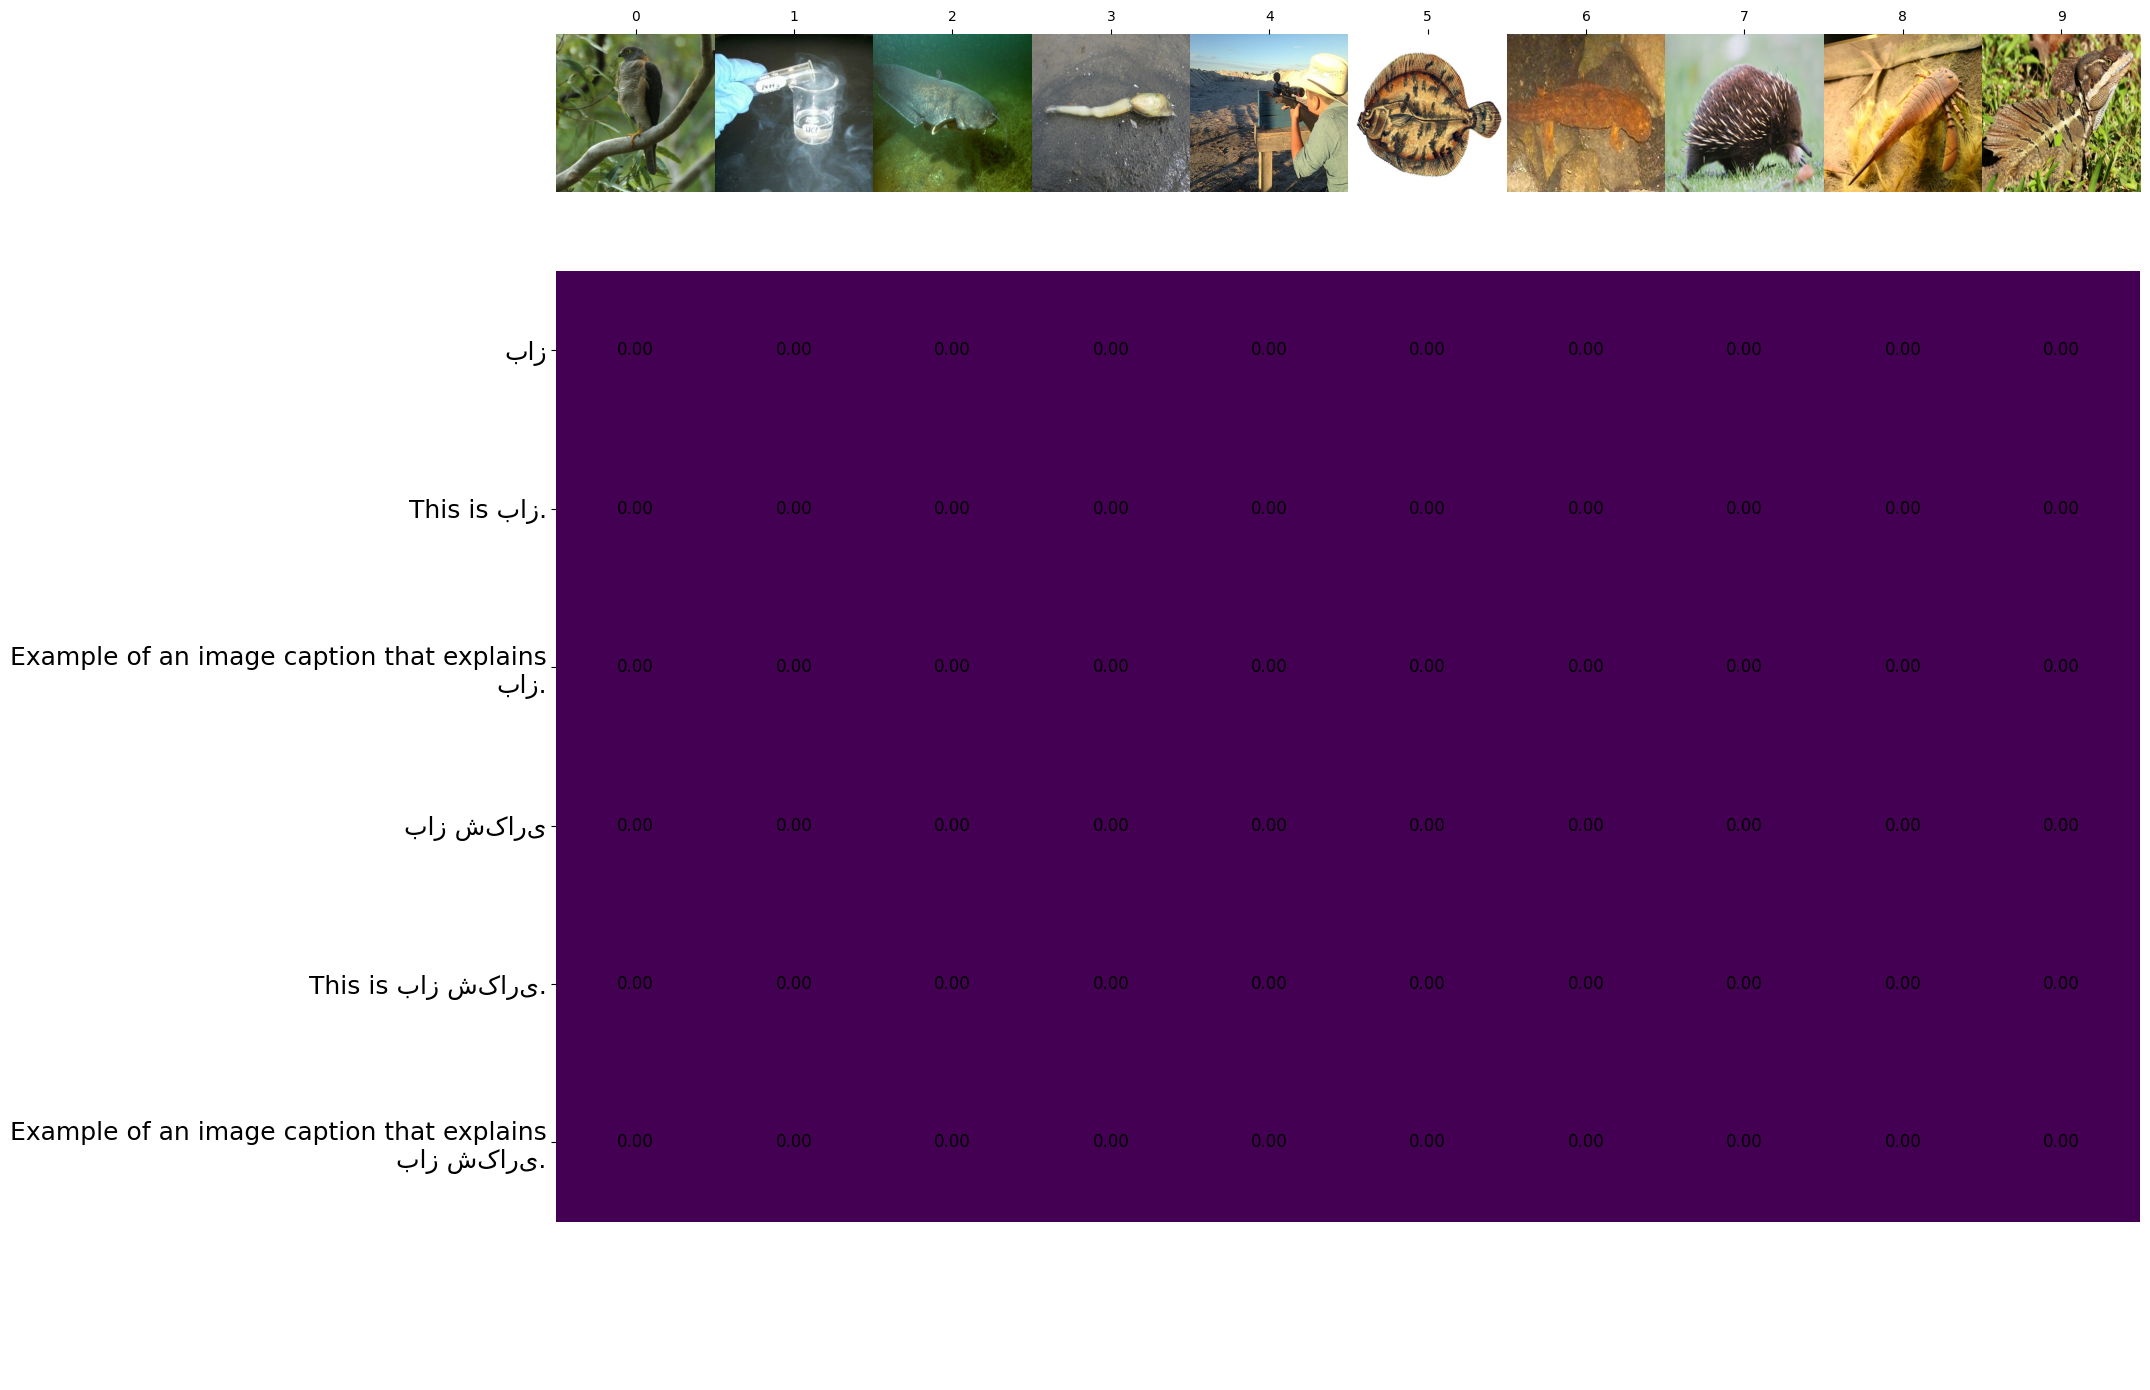 0 1 2 3 4 5 6 7 8 9
باز 0.00 0.00 0.00 0.00 0.00 0.00 0.00 0.00 0.00 0.00
This is باز. 0.00 0.00 0.00 0.00 0.00 0.00 0.00 0.00 0.00 0.00
Example of an image caption that explains
باز. 0.00 0.00 0.00 0.00 0.00 0.00 0.00 0.00 0.00 0.00
باز شکاری 0.00 0.00 0.00 0.00 0.00 0.00 0.00 0.00 0.00 0.00
This is باز شکاری. 0.00 0.00 0.00 0.00 0.00 0.00 0.00 0.00 0.00 0.00
Example of an image caption that explains
باز شکاری. 0.00 0.00 0.00 0.00 0.00 0.00 0.00 0.00 0.00 0.00